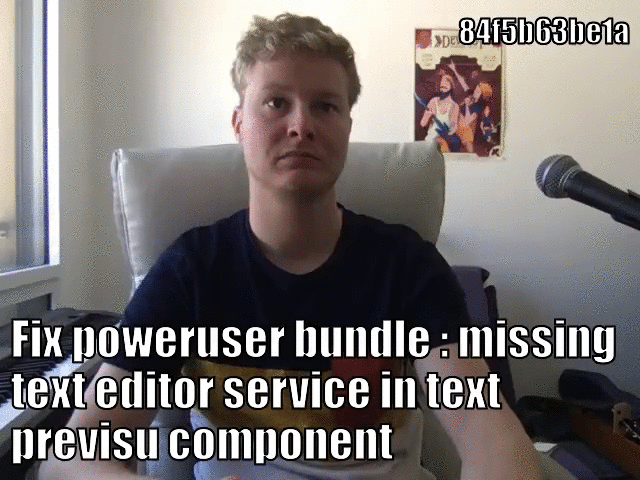 84f5b63be1a
Fix poweruser bundle : missing
text editor service in text
previsu component